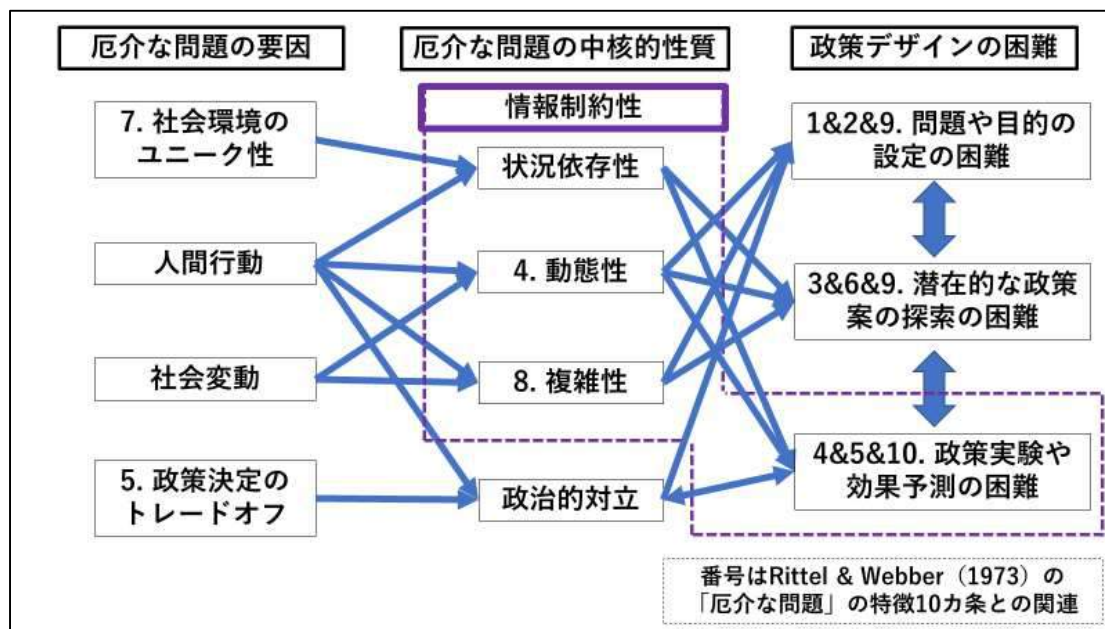 厄介な問題の要因
厄介な問題の中核的性質
政策デザインの困難
7. 社会環境の
ユニーク性
人間行動
社会変動
5. 政策決定の
トレードオフ
情報制約性
状況依存性
4. 動態性
8. 複雑性
政治的対立
1&2&9. 問題や目的の
設定の困難
3&6&9. 潜在的な政策
案の探索の困難
4&5&10. 政策実験や
効果予測の困難
番号はRittel & Webber（1973）の
「厄介な問題」の特徴10カ条との関連